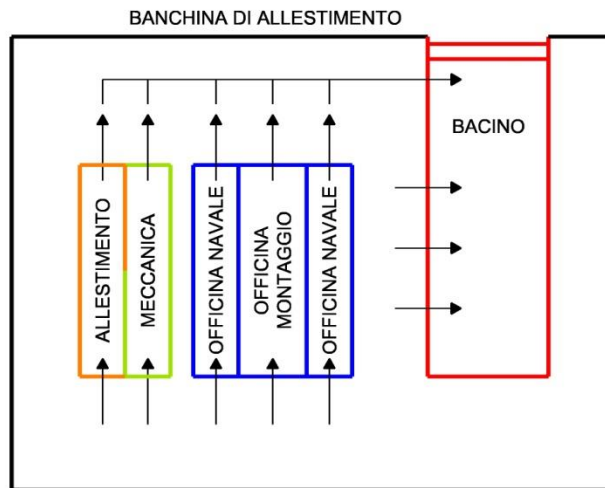 BANCHINA DI ALLESTIMENTO
BACINO
ALLESTIMENTO
MECCANICA
OFFICINA NAVALE
OFFICINA
MONTAGGIO
OFFICINA NAVALE